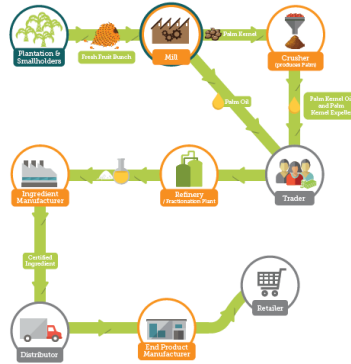 Plantation &
Smallholders
Fresh Fruit Bunch
Mill
Palm Kernel
Crusher
(produces Palm)
Palm Oil
Palm Kernel Oil
and Palm
Kernel Expeller
Ingredient
Manufacturer
Refinery
/ Fractionation Plant
Trader
Certified
Ingredient
Retailer
Distributor
End Product
Manufacturer